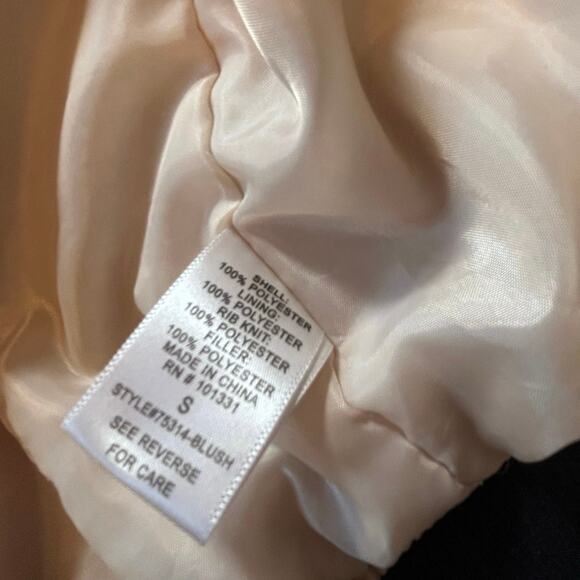 SHELL:
100% POLYESTER
LINING:
100% POLYESTER
RIB KNIT:
100% POLYESTER
FILLER:
100% POLYESTER
MADE IN CHINA
RN # 101331
S
STYLE#75314-BLUSH
SEE REVERSE
FOR CARE